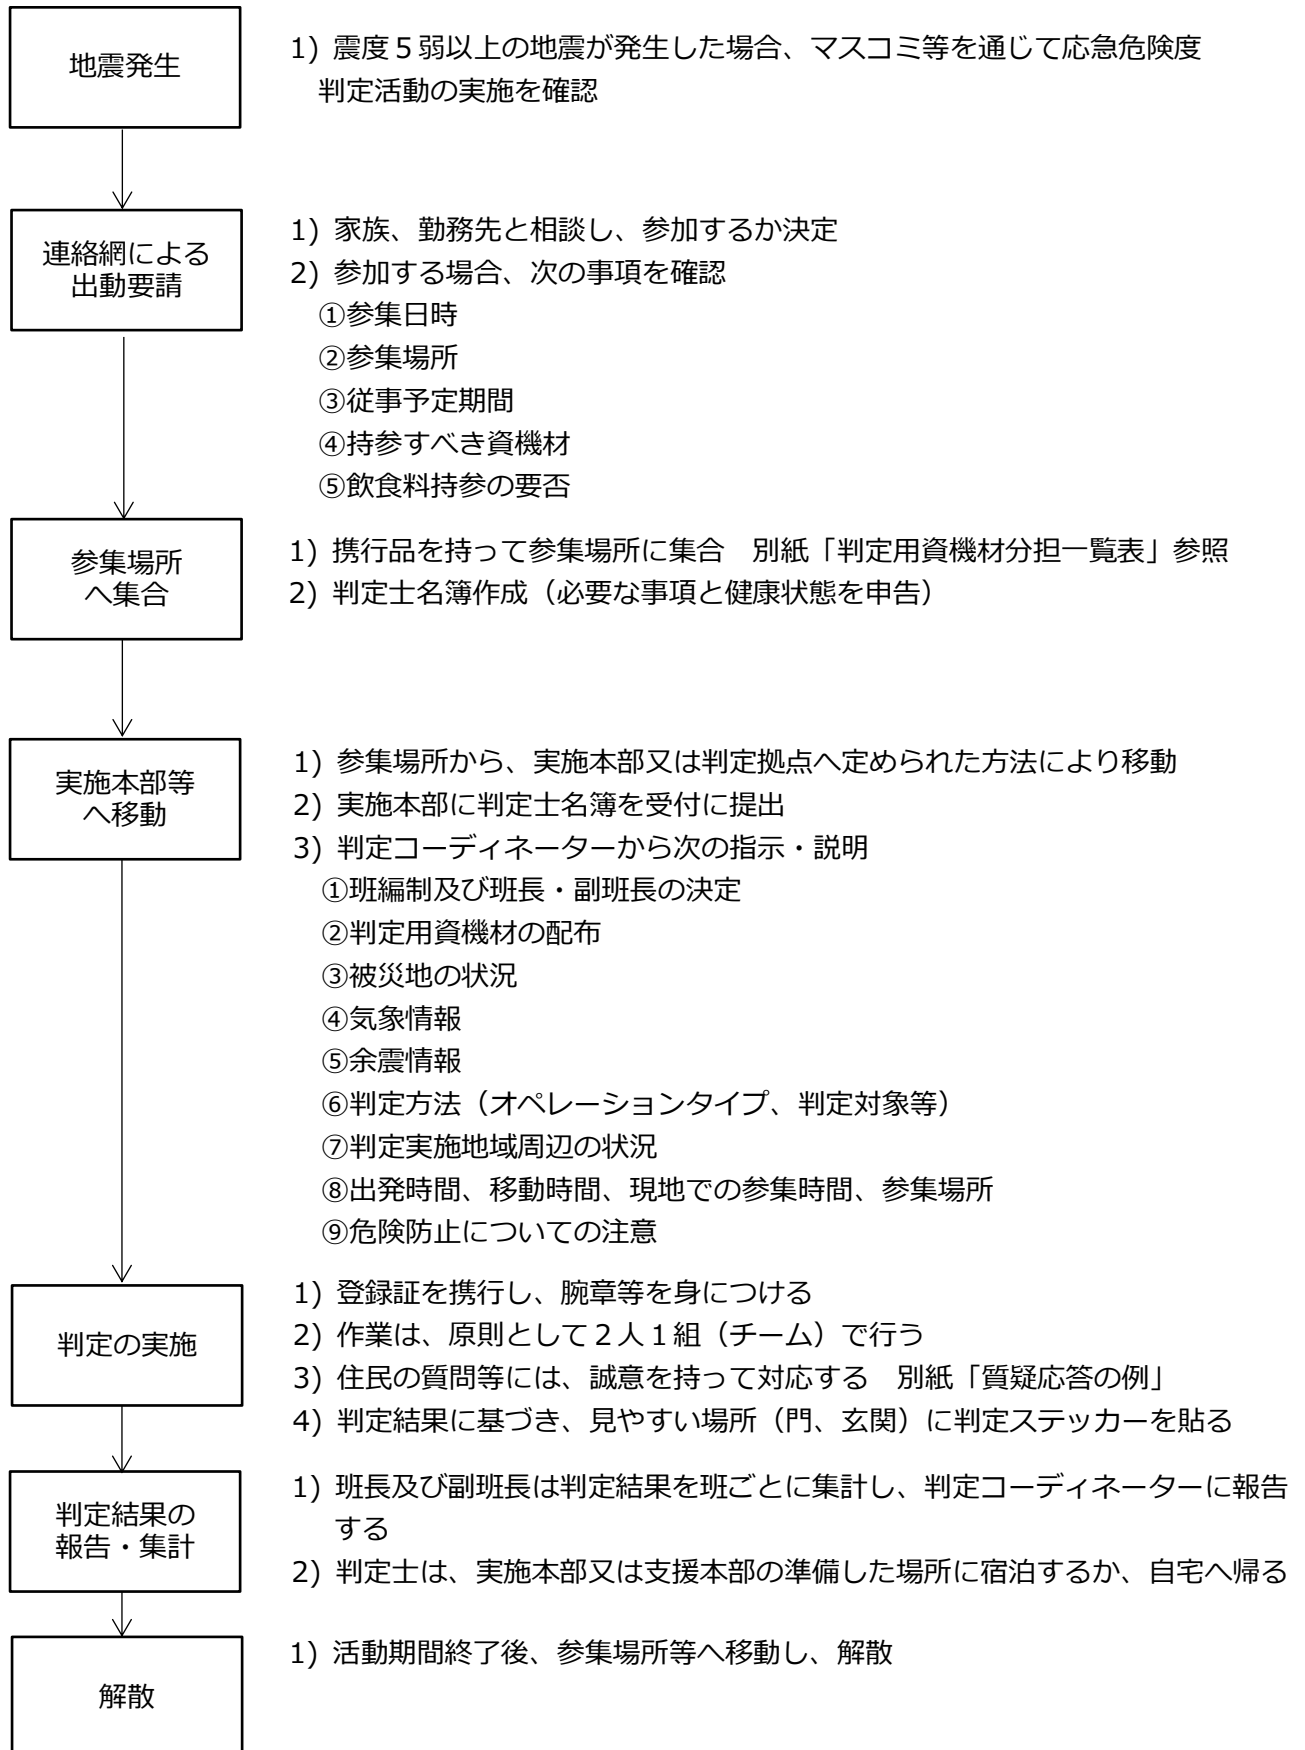 地震発生
1) 震度５弱以上の地震が発生した場合、マスコミ等を通じて応急危険度
判定活動の実施を確認
連絡網による
出動要請
1) 家族、勤務先と相談し、参加するか決定
2) 参加する場合、次の事項を確認
①参集日時
②参集場所
③従事予定期間
④持参すべき資機材
⑤飲食料持参の要否
参集場所
へ集合
1) 携行品を持って参集場所に集合　別紙「判定用資機材分担一覧表」参照
2) 判定士名簿作成（必要な事項と健康状態を申告）
実施本部等
へ移動
1) 参集場所から、実施本部又は判定拠点へ定められた方法により移動
2) 実施本部に判定士名簿を受付に提出
3) 判定コーディネーターから次の指示・説明
①班編制及び班長・副班長の決定
②判定用資機材の配布
③被災地の状況
④気象情報
⑤余震情報
⑥判定方法（オペレーションタイプ、判定対象等）
⑦判定実施地域周辺の状況
⑧出発時間、移動時間、現地での参集時間、参集場所
⑨危険防止についての注意
判定の実施
1) 登録証を携行し、腕章等を身につける
2) 作業は、原則として２人１組（チーム）で行う
3) 住民の質問等には、誠意を持って対応する　別紙「質疑応答の例」
4) 判定結果に基づき、見やすい場所（門、玄関）に判定ステッカーを貼る
判定結果の
報告・集計
1) 班長及び副班長は判定結果を班ごとに集計し、判定コーディネーターに報告
する
2) 判定士は、実施本部又は支援本部の準備した場所に宿泊するか、自宅へ帰る
解散
1) 活動期間終了後、参集場所等へ移動し、解散